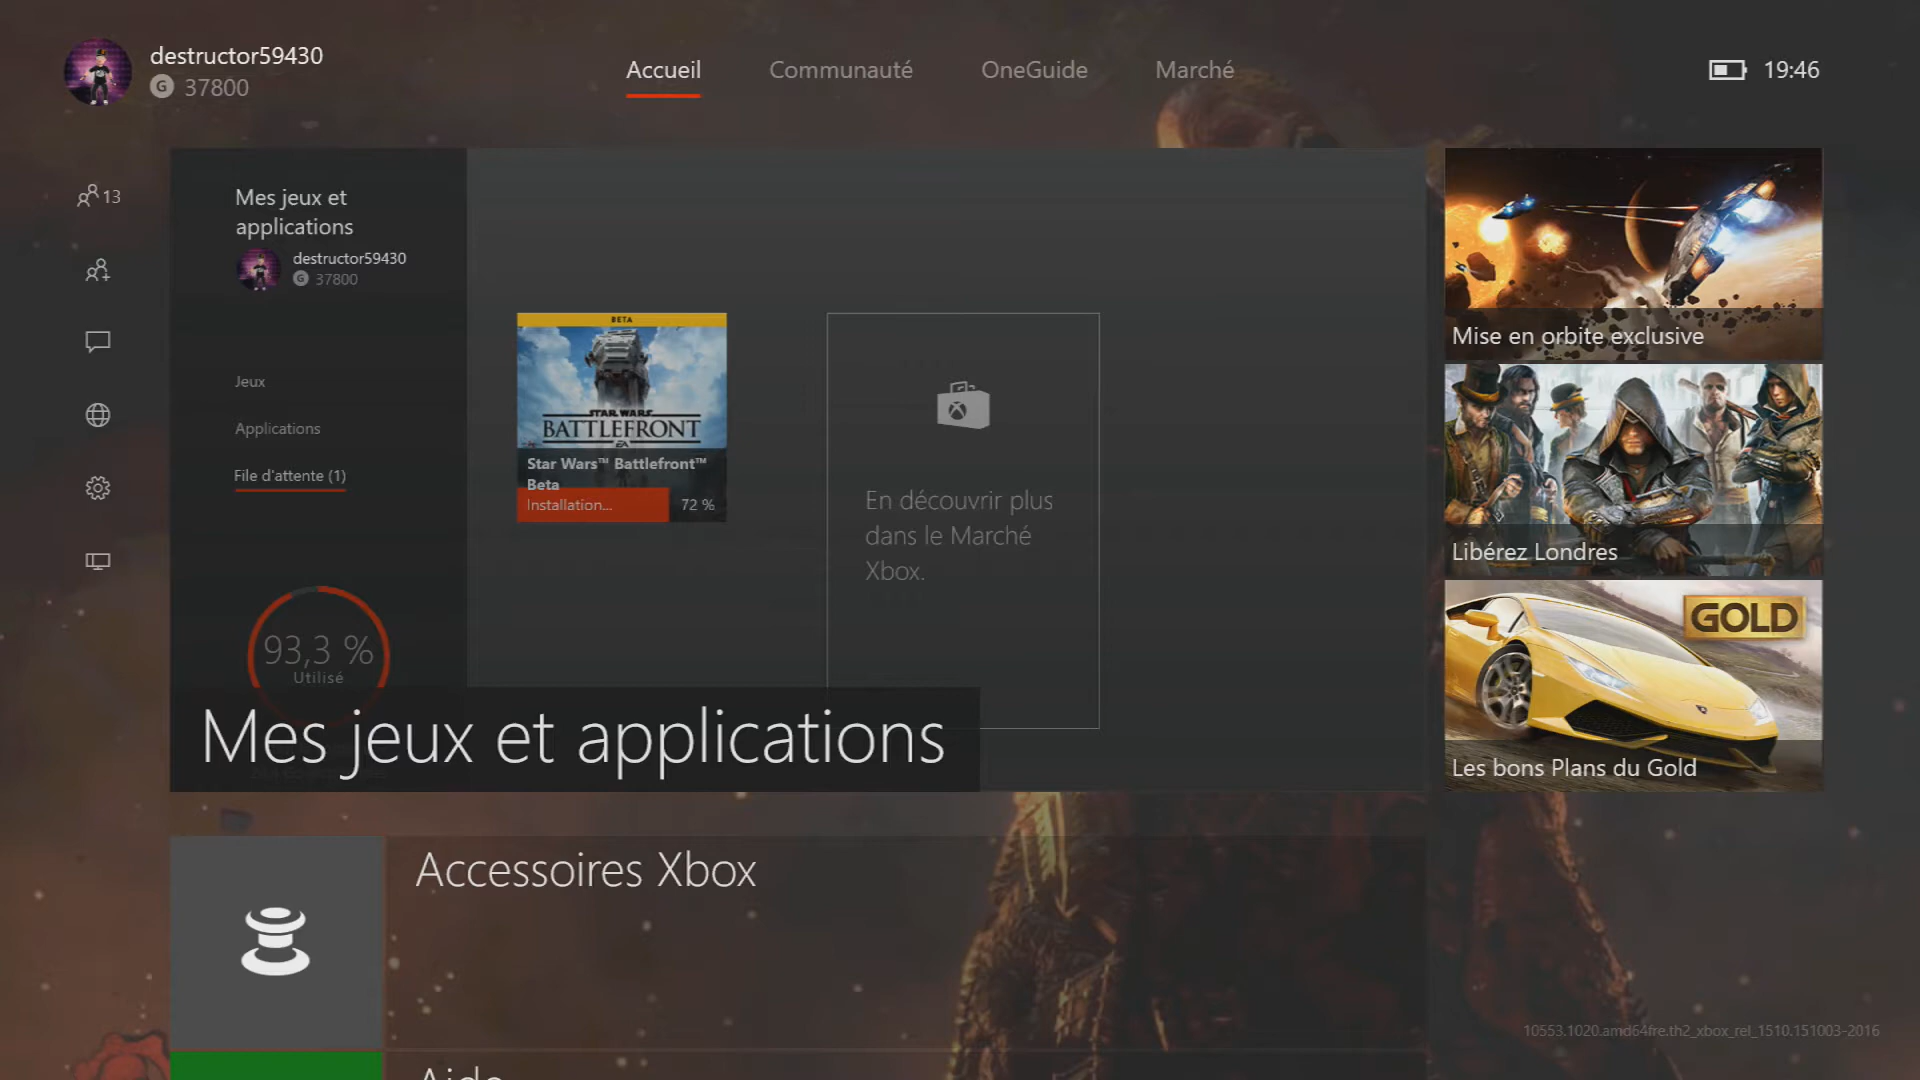 destructor59430
G 37800
Accueil
Communauté
OneGuide
Marché
19:46
13
Mes jeux et
applications
destructor59430
G 37800
Jeux
Applications
File d'attente (1)
93,3 %
Utilisé
BETA
STAR WARS
BATTLEFRONT
EA
Star Wars™ Battlefront™
Beta
Installation... 72 %
En découvrir plus
dans le Marché
Xbox.
Mes jeux et applications
Mise en orbite exclusive
Libérez Londres
GOLD
Les bons Plans du Gold
Accessoires Xbox
Aide
10553.1020.amd64fre.th2_xbox_rel_1510.151003-2016